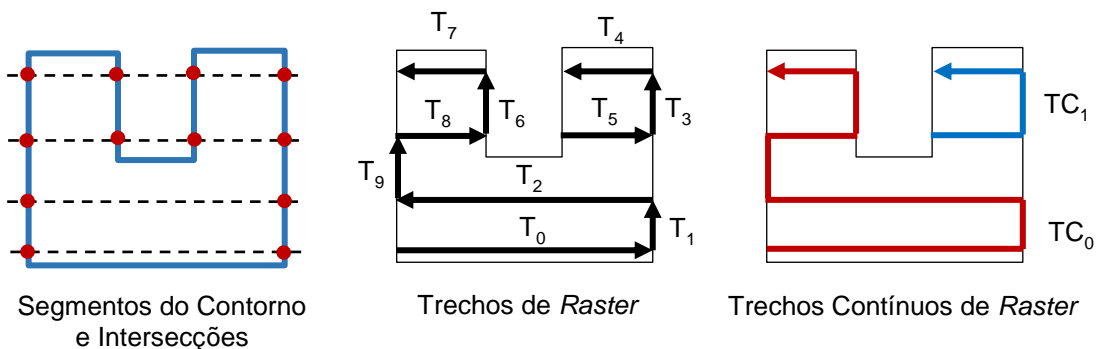 T7
T4
T8
T6
T5
T3
TC1
T9
T2
T0
T1
TC0
Segmentos do Contorno
e Intersecções
Trechos de Raster
Trechos Contínuos de Raster